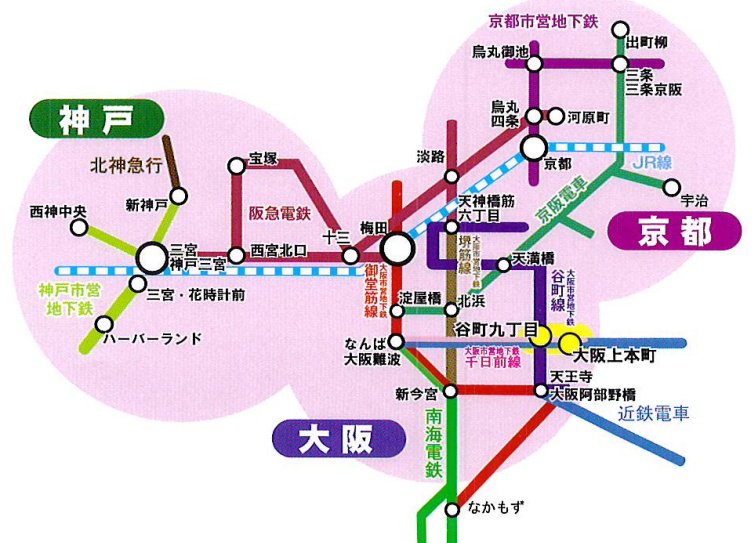 京都市営地下鉄
出町柳
烏丸御池
三条
三条京阪
神戸
烏丸
四条
河原町
北神急行
宝塚
淡路
京都
JR線
西神中央
新神戸
阪急電鉄
天神橋筋
六丁目
京阪電車
宇治
梅田
十三
京都
三宮
神戸三宮
西宮北口
大阪市営地下鉄
御堂筋線
大阪市営地下鉄
堺筋線
天満橋
大阪市営地下鉄
谷町線
神戸市営
地下鉄
三宮・花時計前
淀屋橋
北浜
谷町九丁目
ハーバーランド
なんば
大阪難波
大阪市営地下鉄
千日前線
大阪上本町
新今宮
天王寺
大阪阿部野橋
大阪
南海電鉄
近鉄電車
なかもず